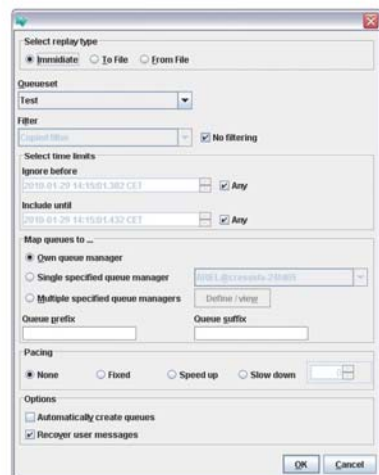 Select replay type
Immidiate To File From File
Queueset
Test
Filter
No filtering
Select time limits
Ignore before
2010-01-29 14:15:01.382 CET Any
Include until
2010-01-29 14:15:01.432 CET Any
Map queues to ...
Own queue manager
Single specified queue manager
Multiple specified queue managers Define / view
Queue prefix Queue suffix
Pacing
None Fixed Speed up Slow down
Options
Automatically create queues
Recover user messages
OK Cancel